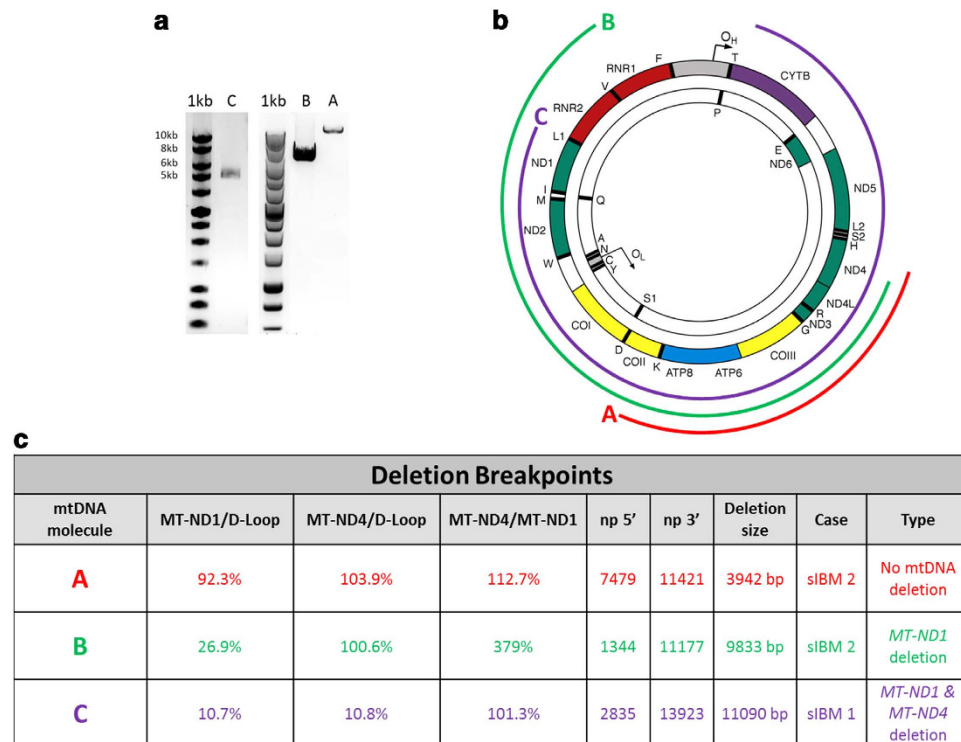 a
1kb C 1kb B A
10kb
8kb
6kb
5kb
b
B
C
A
O_H
F
T
RNR1
CYTB
V
RNR2
P
L1
E
ND6
ND1
ND5
I
M
Q
L2
S2
H
ND2
A
N
C
Y
O_L
W
ND4
S1
ND4L
R
ND3
G
COI
D
COII
K
ATP8
ATP6
COIII
c
Deletion Breakpoints
mtDNA molecule MT-ND1/D-Loop MT-ND4/D-Loop MT-ND4/MT-ND1 np 5’ np 3’ Deletion size Case Type
A 92.3% 103.9% 112.7% 7479 11421 3942 bp sIBM 2 No mtDNA deletion
B 26.9% 100.6% 379% 1344 11177 9833 bp sIBM 2 MT-ND1 deletion
C 10.7% 10.8% 101.3% 2835 13923 11090 bp sIBM 1 MT-ND1 & MT-ND4 deletion